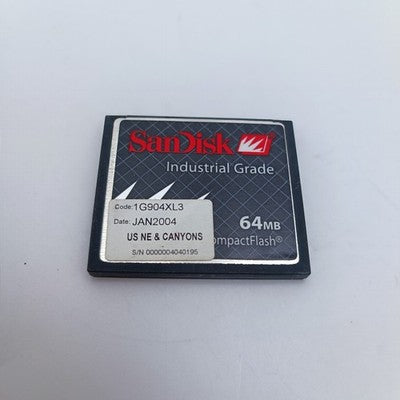 SanDisk
Industrial Grade
Code: 1G904XL3
Date: JAN2004
US NE & CANYONS
S/N 0000004040195
64MB
ompactFlash®